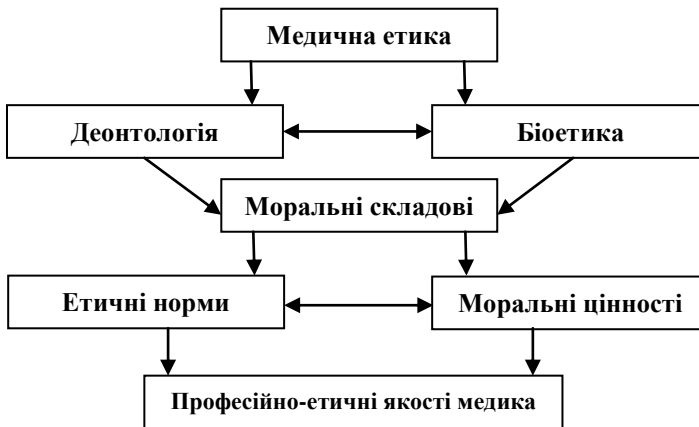 Медична етика
Деонтологія
Біоетика
Моральні складові
Етичні норми
Моральні цінності
Професійно-етичні якості медика